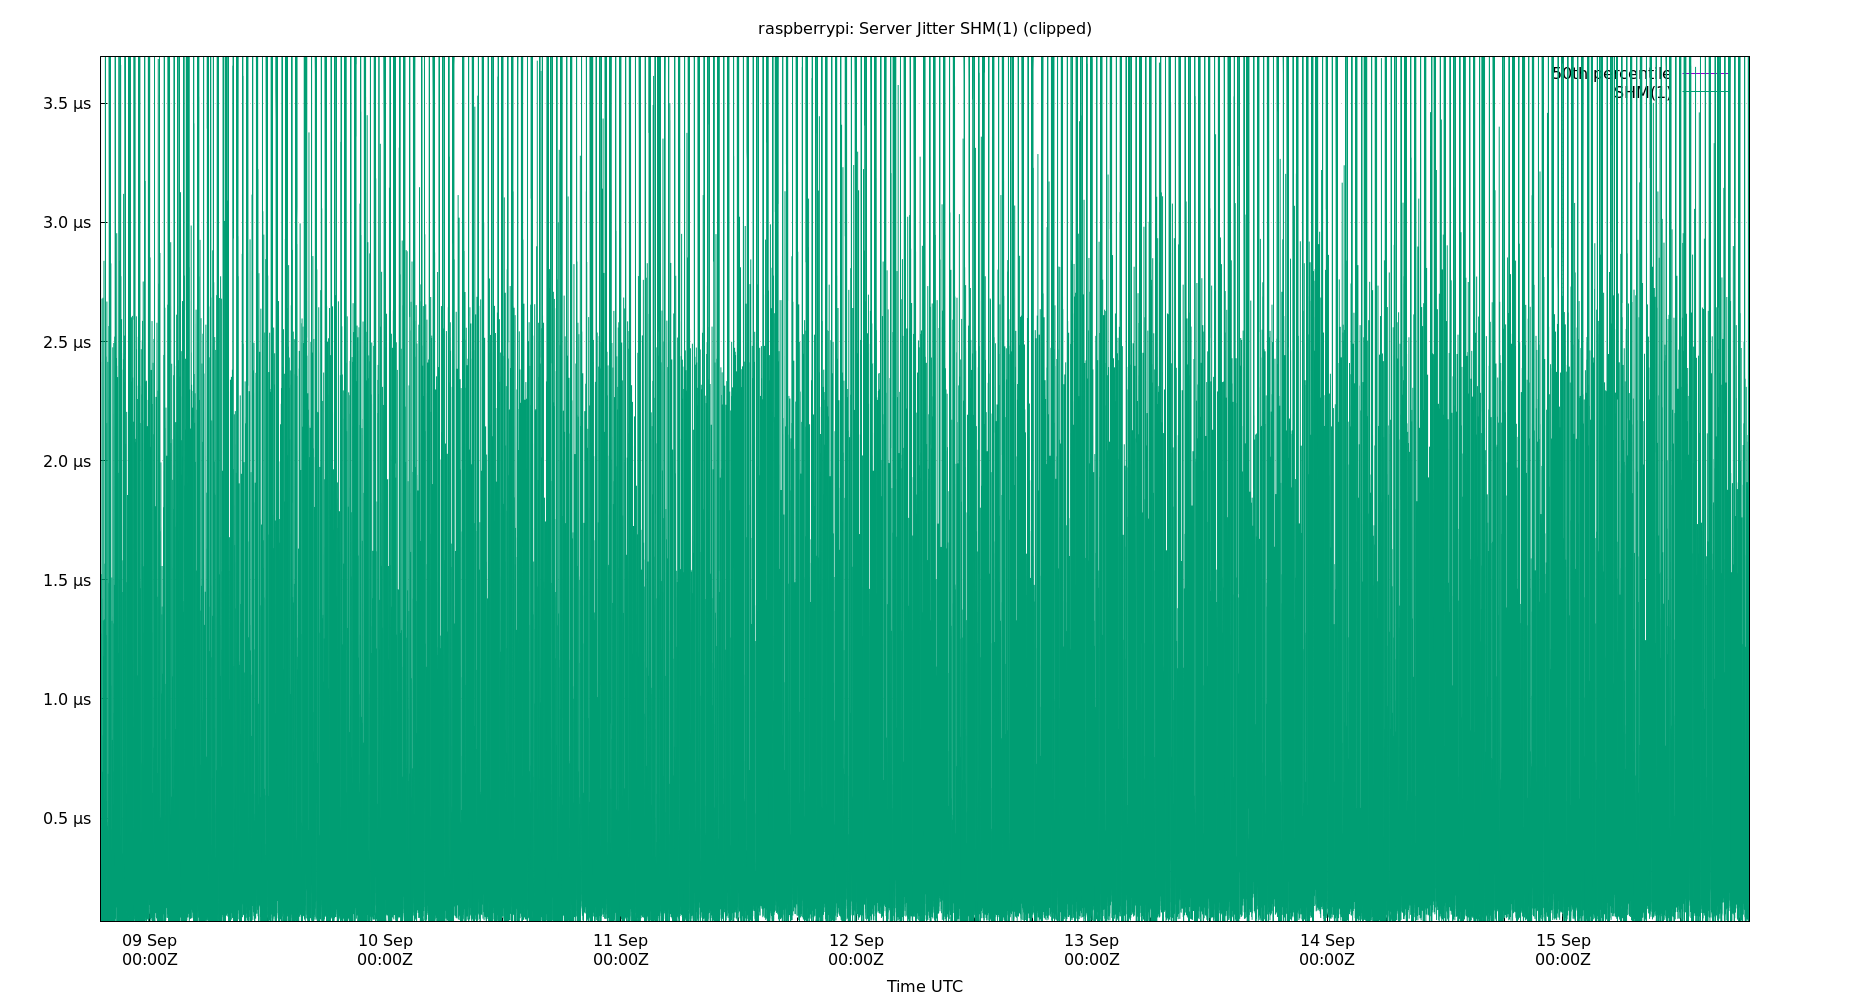 raspberrypi: Server Jitter SHM(1) (clipped)
50th percentile
SHM(1)
3.5 µs
3.0 µs
2.5 µs
2.0 µs
1.5 µs
1.0 µs
0.5 µs
09 Sep 10 Sep 11 Sep 12 Sep 13 Sep 14 Sep 15 Sep
00:00Z 00:00Z 00:00Z 00:00Z 00:00Z 00:00Z 00:00Z
Time UTC